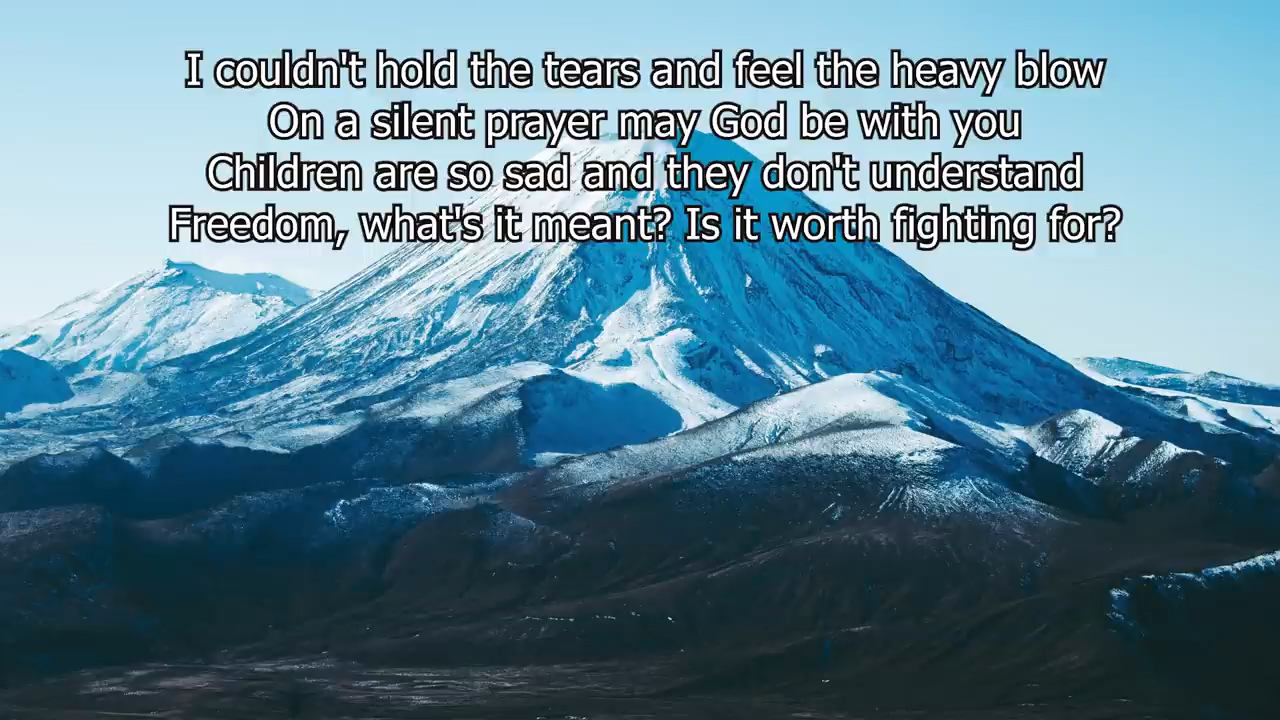 I couldn't hold the tears and feel the heavy blow
On a silent prayer may God be with you
Children are so sad and they don't understand
Freedom, what's it meant? Is it worth fighting for?